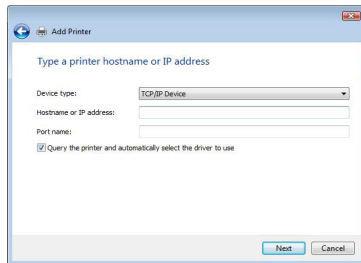 Add Printer
Type a printer hostname or IP address
Device type:
TCP/IP Device
Hostname or IP address:
Port name:
Query the printer and automatically select the driver to use
Next
Cancel